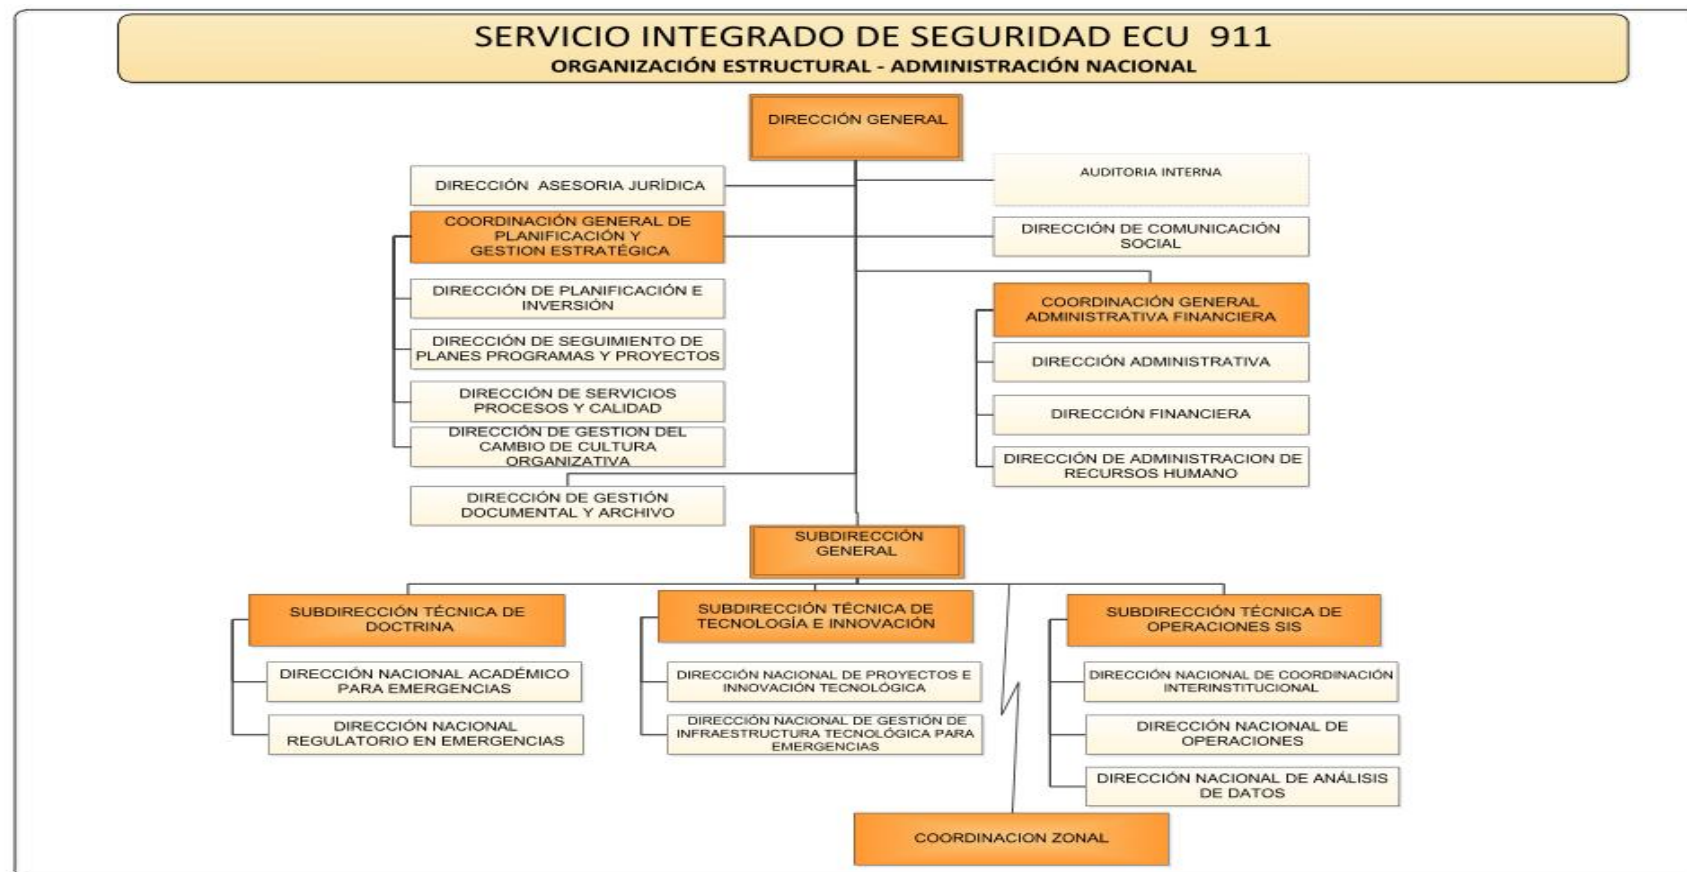 SERVICIO INTEGRADO DE SEGURIDAD ECU 911
ORGANIZACIÓN ESTRUCTURAL - ADMINISTRACIÓN NACIONAL
DIRECCIÓN GENERAL
DIRECCIÓN ASESORIA JURÍDICA
AUDITORIA INTERNA
COORDINACIÓN GENERAL DE
PLANIFICACIÓN Y
GESTION ESTRATÉGICA
DIRECCIÓN DE COMUNICACIÓN
SOCIAL
DIRECCIÓN DE PLANIFICACIÓN E
INVERSIÓN
DIRECCIÓN DE SEGUIMIENTO DE
PLANES PROGRAMAS Y PROYECTOS
DIRECCIÓN DE SERVICIOS
PROCESOS Y CALIDAD
DIRECCIÓN DE GESTION DEL
CAMBIO DE CULTURA
ORGANIZATIVA
DIRECCIÓN DE GESTIÓN
DOCUMENTAL Y ARCHIVO
COORDINACIÓN GENERAL
ADMINISTRATIVA FINANCIERA
DIRECCIÓN ADMINISTRATIVA
DIRECCIÓN FINANCIERA
DIRECCIÓN DE ADMINISTRACION DE
RECURSOS HUMANO
SUBDIRECCIÓN
GENERAL
SUBDIRECCIÓN TÉCNICA DE
DOCTRINA
DIRECCIÓN NACIONAL ACADÉMICO
PARA EMERGENCIAS
DIRECCIÓN NACIONAL
REGULATORIO EN EMERGENCIAS
SUBDIRECCIÓN TÉCNICA DE
TECNOLOGÍA E INNOVACIÓN
DIRECCIÓN NACIONAL DE PROYECTOS E
INNOVACIÓN TECNOLÓGICA
DIRECCIÓN NACIONAL DE GESTIÓN DE
INFRAESTRUCTURA TECNOLÓGICA PARA
EMERGENCIAS
SUBDIRECCIÓN TÉCNICA DE
OPERACIONES SIS
DIRECCIÓN NACIONAL DE COORDINACIÓN
INTERINSTITUCIONAL
DIRECCIÓN NACIONAL DE
OPERACIONES
DIRECCIÓN NACIONAL DE ANÁLISIS
DE DATOS
COORDINACION ZONAL